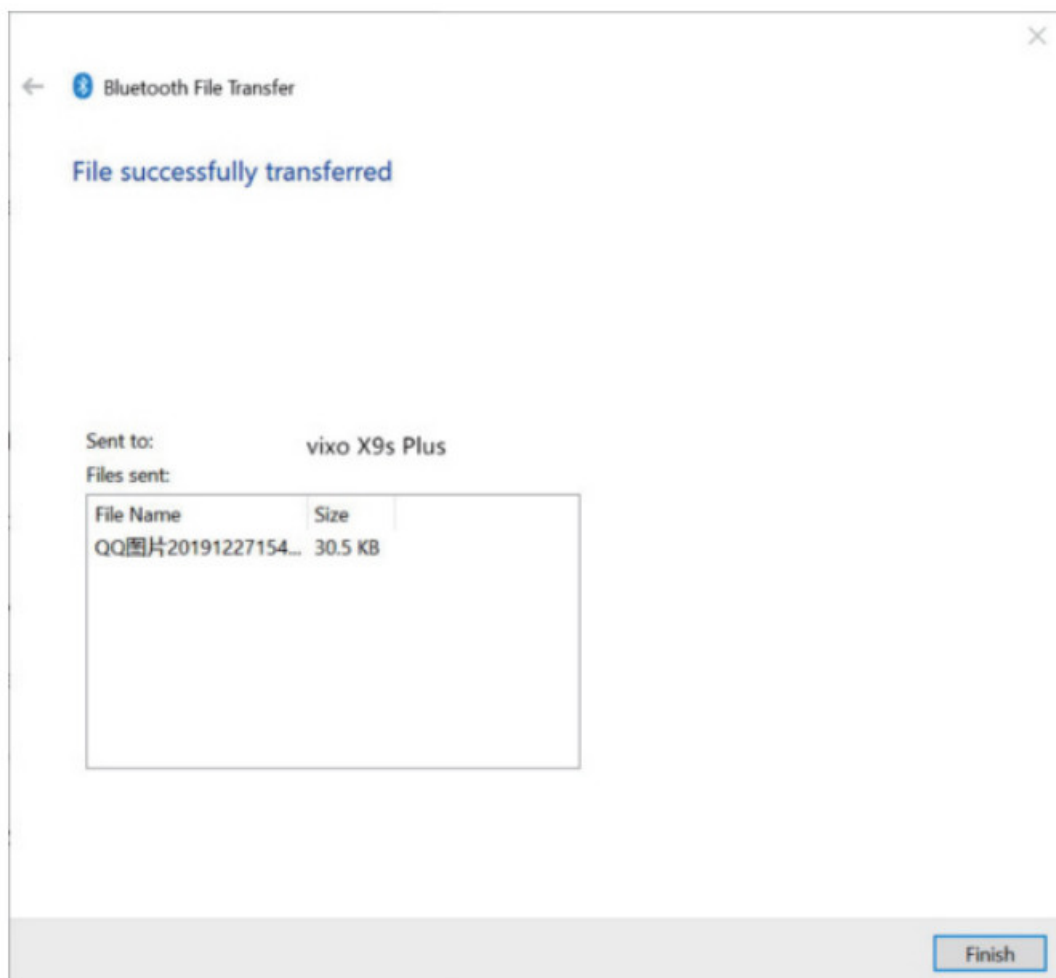 Bluetooth File Transfer
File successfully transferred
Sent to: vixo X9s Plus
Files sent:
File Name Size
QQ图片20191227154... 30.5 KB
Finish